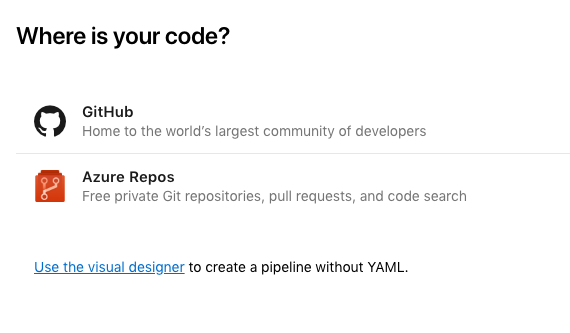 Where is your code?
GitHub
Home to the world’s largest community of developers
Azure Repos
Free private Git repositories, pull requests, and code search
Use the visual designer to create a pipeline without YAML.